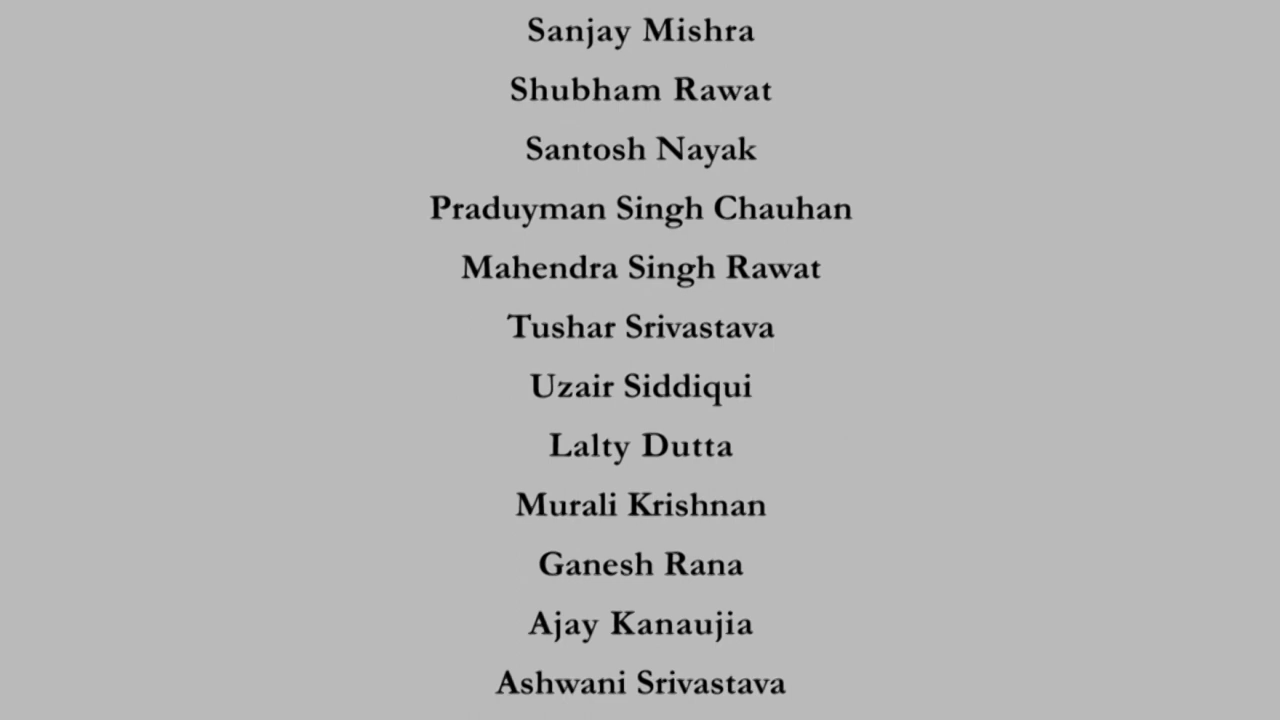 Sanjay Mishra
Shubham Rawat
Santosh Nayak
Praduyman Singh Chauhan
Mahendra Singh Rawat
Tushar Srivastava
Uzair Siddiqui
Lalty Dutta
Murali Krishnan
Ganesh Rana
Ajay Kanaujia
Ashwani Srivastava